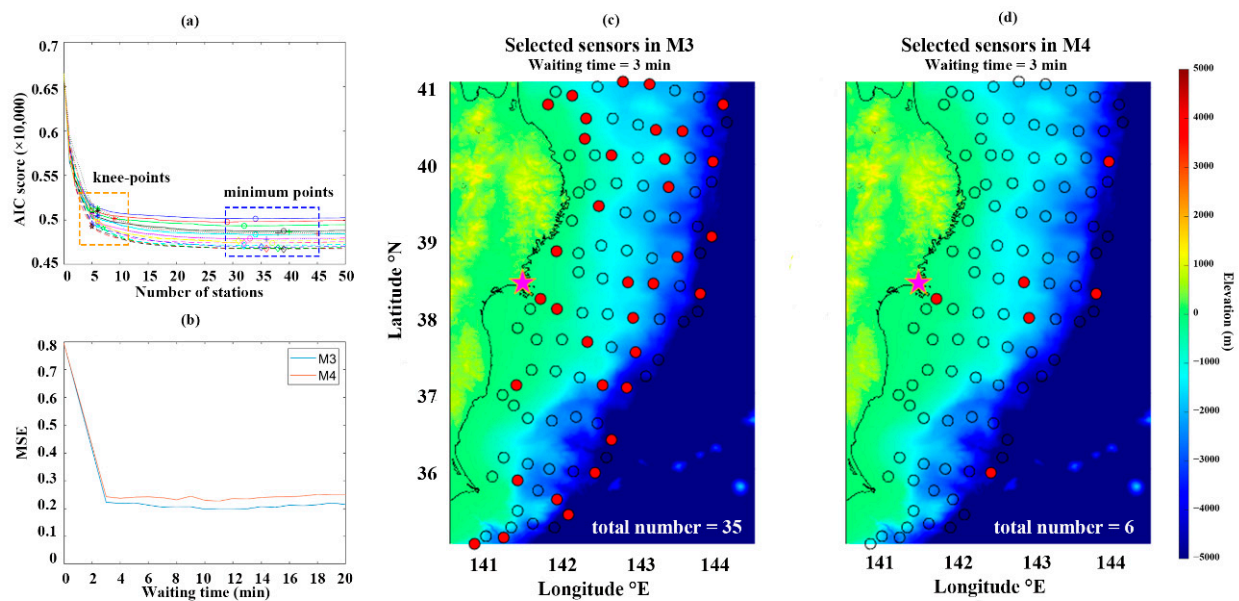 (a)
0.7
0.65
0.6
0.55
0.5
0.45
AIC score (×10,000)
knee-points
minimum points
0 5 10 15 20 25 30 35 40 45 50
Number of stations
(b)
0.8
0.7
0.6
0.5
0.4
0.3
0.2
0.1
0
MSE
M3
M4
0 2 4 6 8 10 12 14 16 18 20
Waiting time (min)
(c)
Selected sensors in M3
Waiting time = 3 min
41
40
39
38
37
36
Latitude °N
total number = 35
141 142 143 144
Longitude °E
(d)
Selected sensors in M4
Waiting time = 3 min
total number = 6
141 142 143 144
Longitude °E
5000
4000
3000
2000
1000
0
−1000
−2000
−3000
−4000
−5000
Elevation (m)